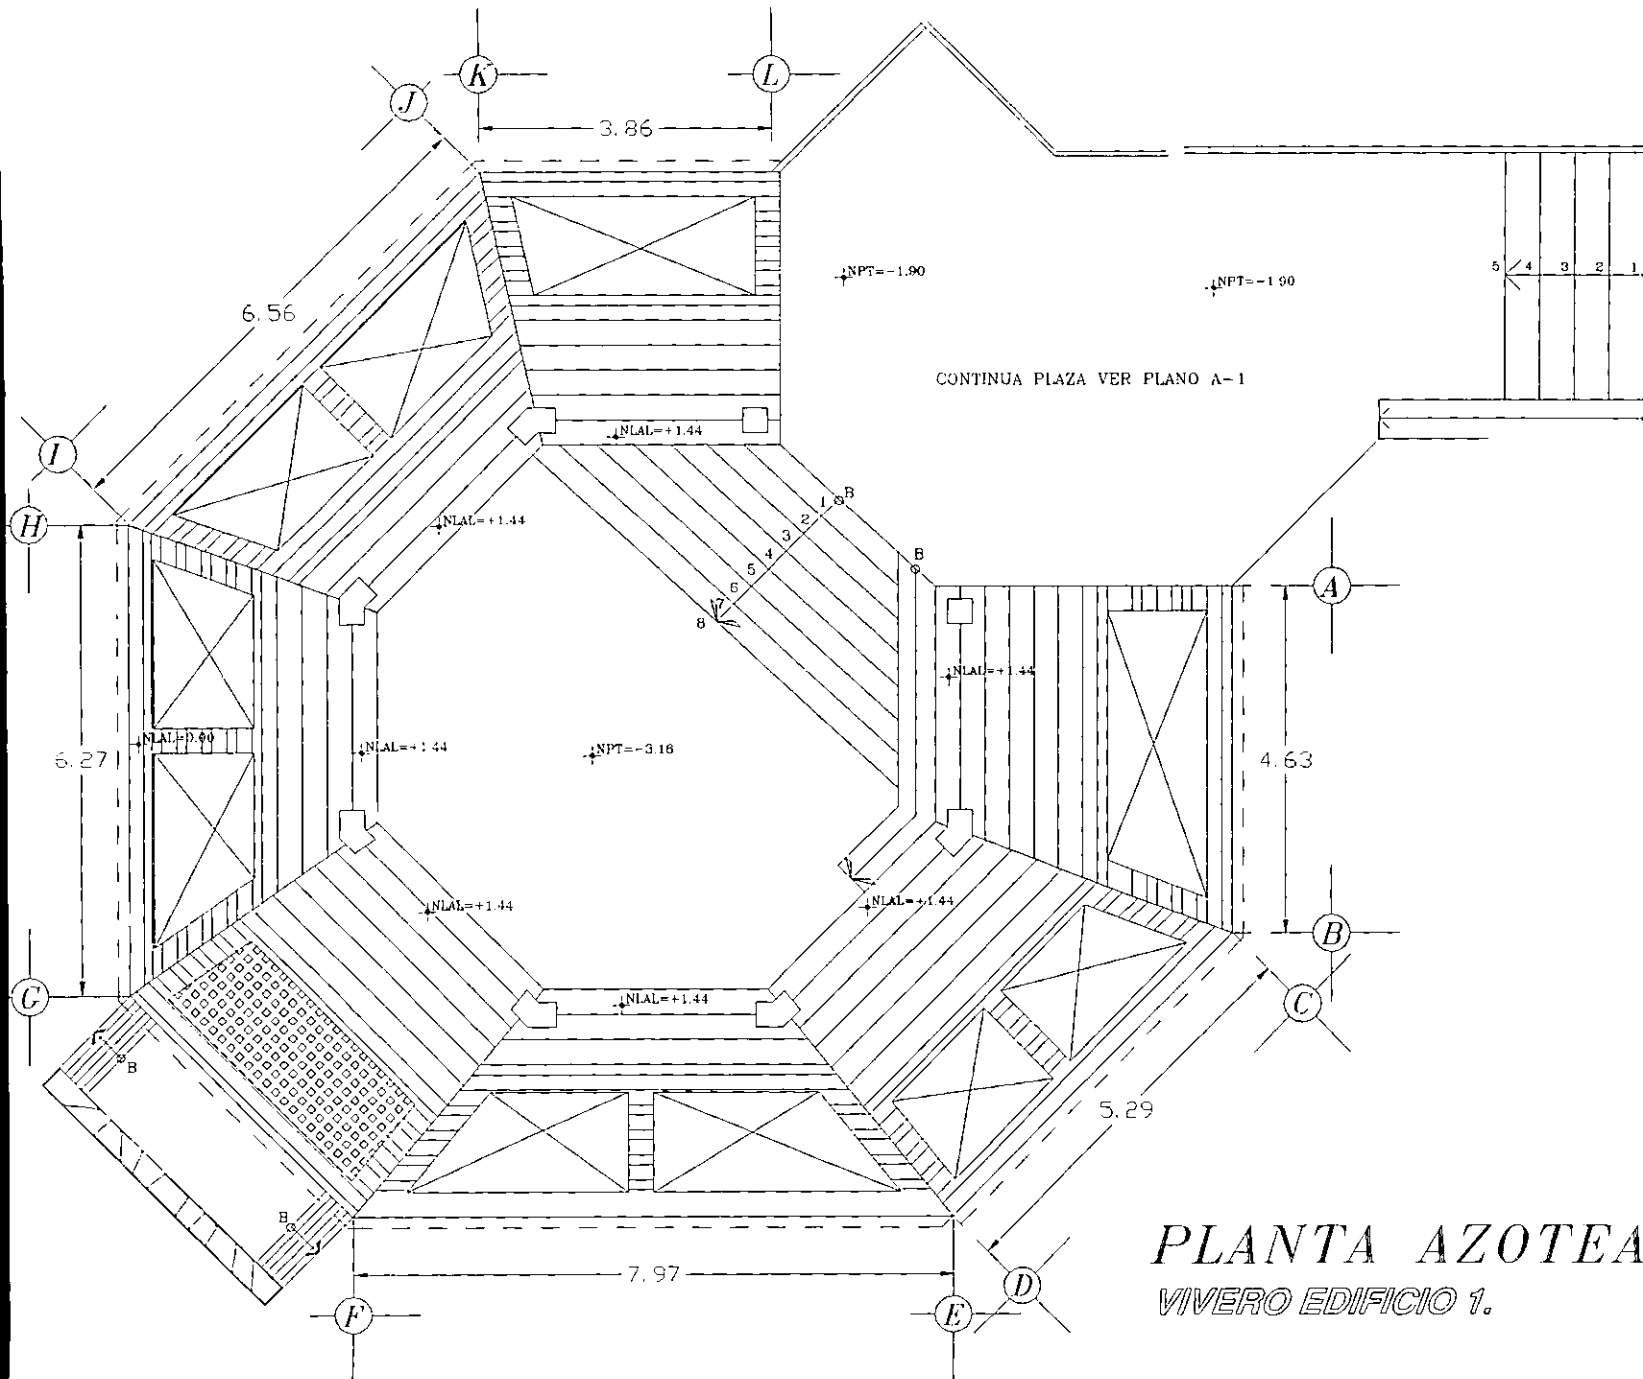 K
L
J
3.86
6.56
NPT=-1.90
NPT=-1.90
5 4 3 2 1
CONTINUA PLAZA VER PLANO A-1
NLAL=+1.44
I
H
NLAL=+1.44
1 B
2
3
4
5
6
7
8
B
A
NLAL=+1.44
NLAL=0.00
NLAL=+1.44
NPT=-3.16
6.27
4.63
NLAL=+1.44
NLAL=+1.44
B
G
NLAL=+1.44
C
B
5.29
B
PLANTA AZOTEA
7.97
D
VIVERO EDIFICIO 1.
F
E